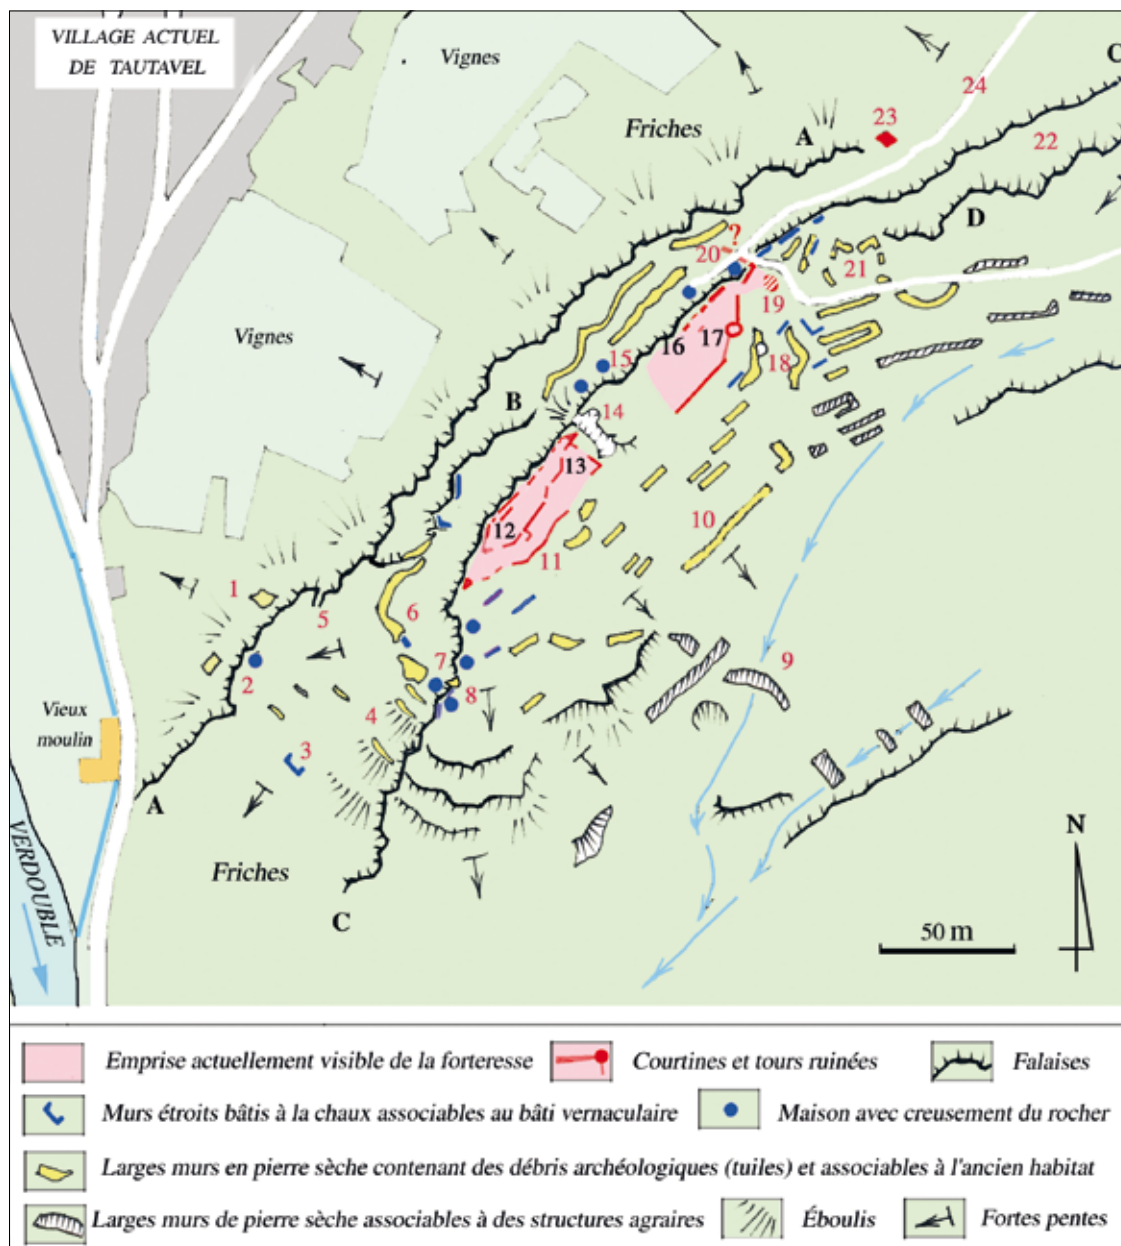 VILLAGE ACTUEL
DE TAUTAVEL
Vignes
C
24
23
Friches
A
22
D
?
20
21
19
Vignes
16
17
18
15
B
14
13
12
10
11
1
5
6
9
7
2
8
Vieux
moulin
4
3
A
N
VERDOUBLE
Friches
C
50 m
Emprise actuellement visible de la forteresse
Courtines et tours ruinées
Falaises
Murs étroits bâtis à la chaux associables au bâti vernaculaire
Maison avec creusement du rocher
Larges murs en pierre sèche contenant des débris archéologiques (tuiles) et associables à l'ancien habitat
Larges murs de pierre sèche associables à des structures agraires
Éboulis
Fortes pentes